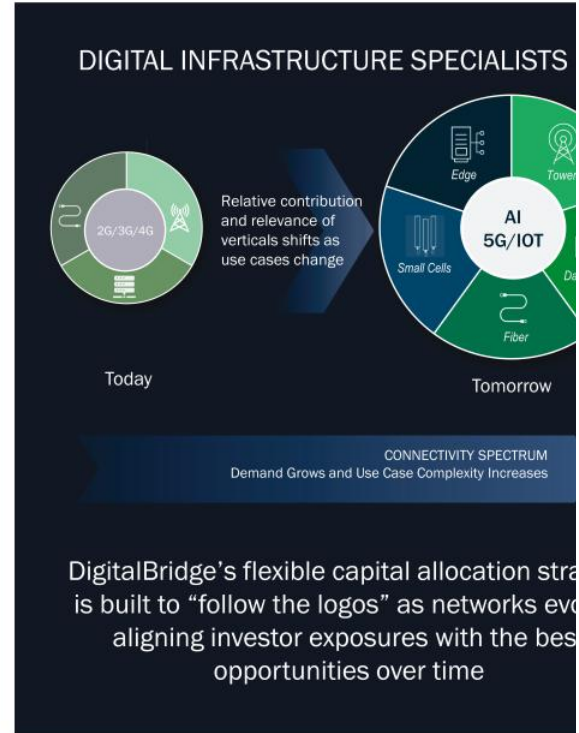 DIGITAL INFRASTRUCTURE SPECIALISTS
Edge
Tower
2G/3G/4G
Relative contribution
and relevance of
verticals shifts as
use cases change
AI
5G/IOT
Small Cells
Da
Fiber
Today
Tomorrow
CONNECTIVITY SPECTRUM
Demand Grows and Use Case Complexity Increases
DigitalBridge’s flexible capital allocation stra
is built to “follow the logos” as networks evo
aligning investor exposures with the bes
opportunities over time